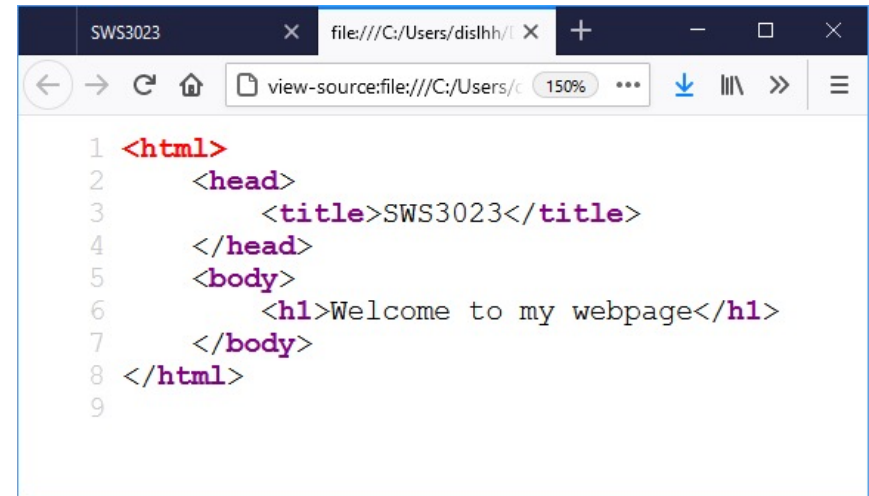 SWS3023
file:///C:/Users/dislhh/
view-source:file:///C:/Users/
150%
1 <html>
2 <head>
3 <title>SWS3023</title>
4 </head>
5 <body>
6 <h1>Welcome to my webpage</h1>
7 </body>
8 </html>
9